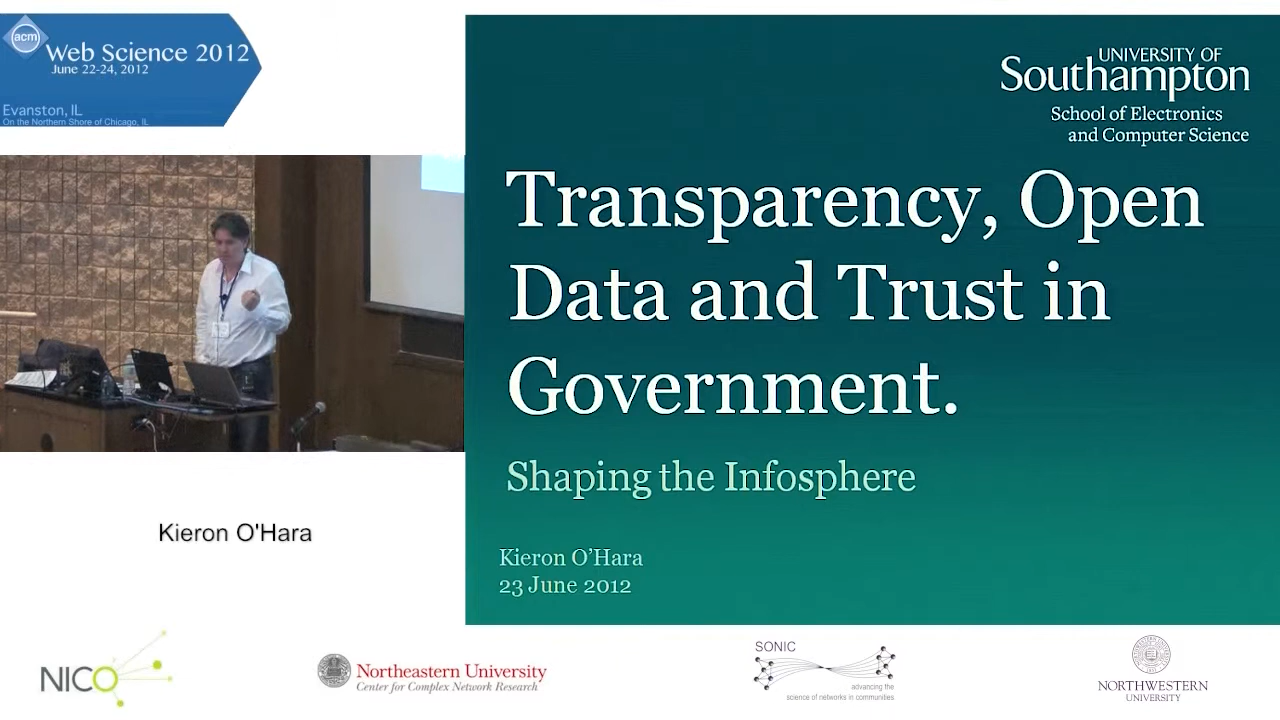 acm
Web Science 2012
June 22-24, 2012
Evanston, IL
On the Northern Shore of Chicago, IL
UNIVERSITY OF
Southampton
School of Electronics
and Computer Science
Transparency, Open
Data and Trust in
Government.
Shaping the Infosphere
Kieron O’Hara
23 June 2012
Kieron O'Hara
NICO
Northeastern University
Center for Complex Network Research
SONIC
advancing the
science of networks in communities
NORTHWESTERN
UNIVERSITY